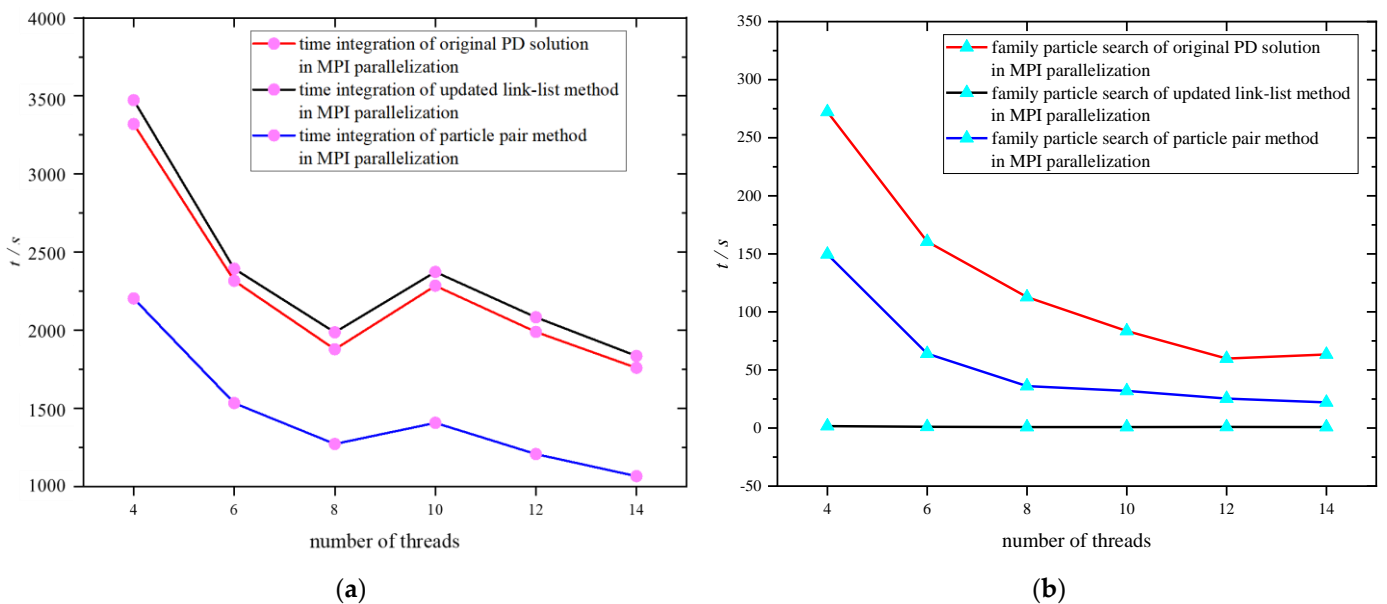 4000
3500
3000
2500
2000
1500
1000
t / s
time integration of original PD solution
in MPI parallelization
time integration of updated link-list method
in MPI parallelization
time integration of particle pair method
in MPI parallelization
4 6 8 10 12 14
number of threads
(a)
350
300
250
200
150
100
50
0
-50
t / s
family particle search of original PD solution
in MPI parallelization
family particle search of updated link-list method
in MPI parallelization
family particle search of particle pair method
in MPI parallelization
4 6 8 10 12 14
number of threads
(b)